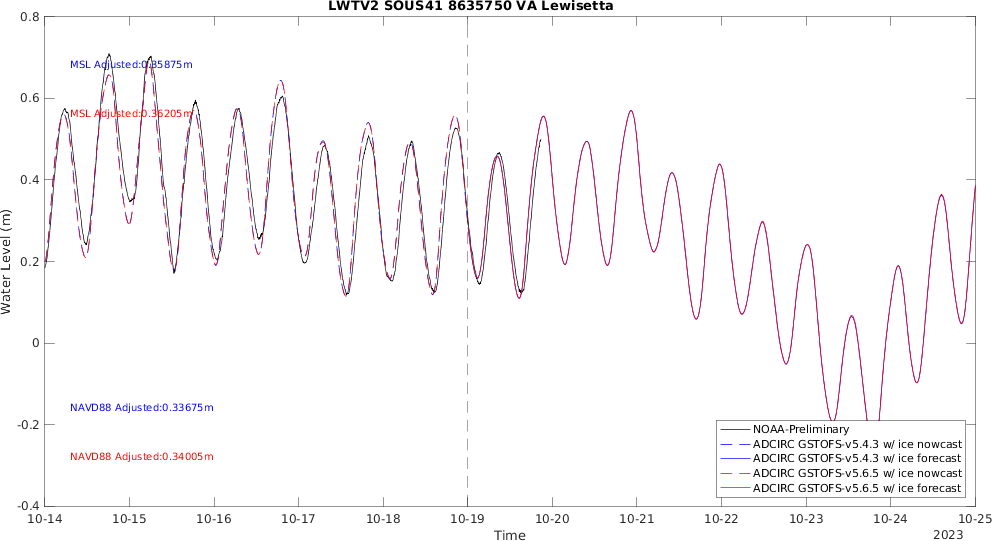 LWTV2 SOUS41 8635750 VA Lewisetta
0.8
0.6
0.4
0.2
0
-0.2
-0.4
Water Level (m)
MSL Adjusted:0.35875m
MSL Adjusted:0.36205m
NAVD88 Adjusted:0.33675m
NAVD88 Adjusted:0.34005m
NOAA-Preliminary
ADCIRC GSTOFS-v5.4.3 w/ ice nowcast
ADCIRC GSTOFS-v5.4.3 w/ ice forecast
ADCIRC GSTOFS-v5.6.5 w/ ice nowcast
ADCIRC GSTOFS-v5.6.5 w/ ice forecast
10-14 10-15 10-16 10-17 10-18 10-19 10-20 10-21 10-22 10-23 10-24 10-25
Time
2023